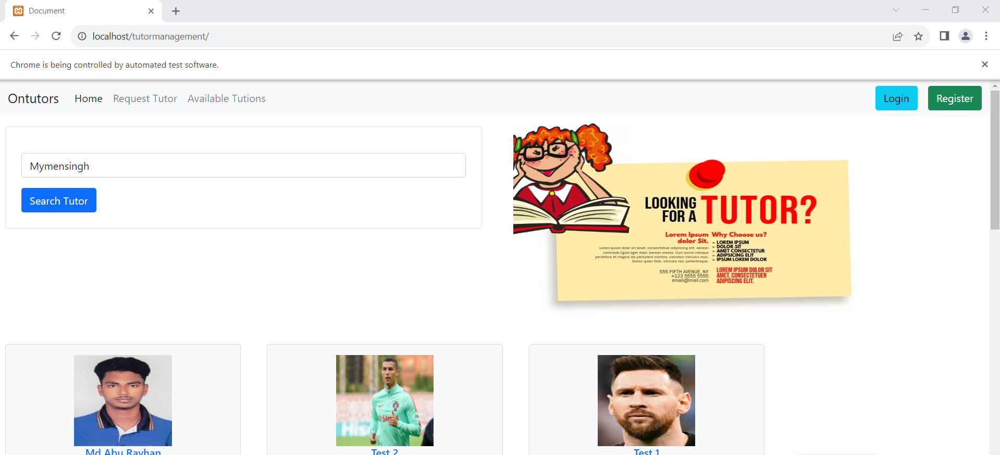 Document
localhost/tutormanagement/
Chrome is being controlled by automated test software.
Ontutors Home Request Tutor Available Tutions Login Register
Mymensingh
Search Tutor
LOOKING
FOR A TUTOR?
Lorem Ipsum
dolor Sit.
Lorem ipsum dolor sit amet, consectetuer adipiscing elit. Aenean
commodo ligula eget dolor. Aenean massa. Cum sociis natoque
penatibus et magnis dis parturient montes, nascetur ridiculus mus.
Donec quam felis, ultricies nec, pellentesque.
555 FIFTH AVENUE, NY
+123 5555 5555
email@mail.com
Why Choose us?
- LOREM IPSUM
- DOLOR SIT
- AMET CONSECTETUR
- ADIPSICING ELIT
- IPSUM LOREM DOLOR
LOREM IPSUM DOLOR SIT
AMET, CONSECTETUER
ADIPISCING ELIT.
Md Abu Rayhan
Test 2
Test 1